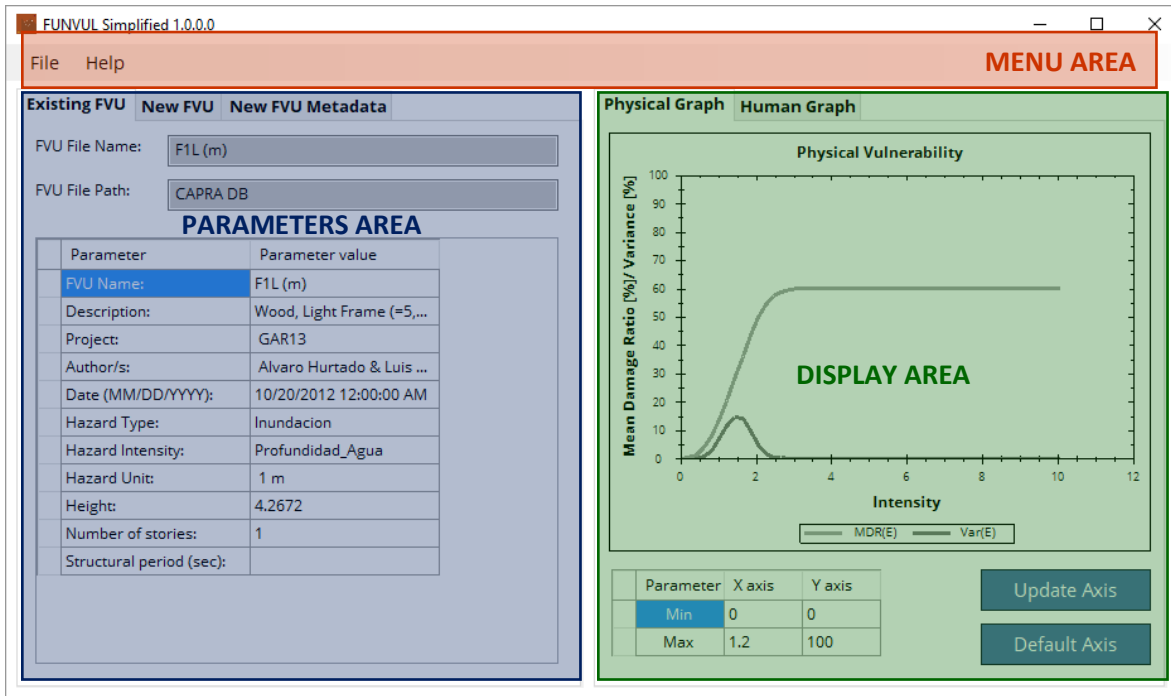 FUNVUL Simplified 1.0.0.0
File Help
MENU AREA
Existing FVU New FVU New FVU Metadata
FVU File Name: F1L (m)
FVU File Path: CAPRA DB
PARAMETERS AREA
Parameter Parameter value
FVU Name: F1L (m)
Description: Wood, Light Frame (=5,...
Project: GAR13
Author/s: Alvaro Hurtado & Luis ...
Date (MM/DD/YYYY): 10/20/2012 12:00:00 AM
Hazard Type: Inundacion
Hazard Intensity: Profundidad_Agua
Hazard Unit: 1 m
Height: 4.2672
Number of stories: 1
Structural period (sec):
Physical Graph Human Graph
Physical Vulnerability
Mean Damage Ratio [%]/ Variance [%]
100
90
80
70
60
50
40
30
20
10
0
DISPLAY AREA
0 2 4 6 8 10 12
Intensity
MDR(E) Var(E)
Parameter X axis Y axis
Min 0 0
Max 1.2 100
Update Axis
Default Axis